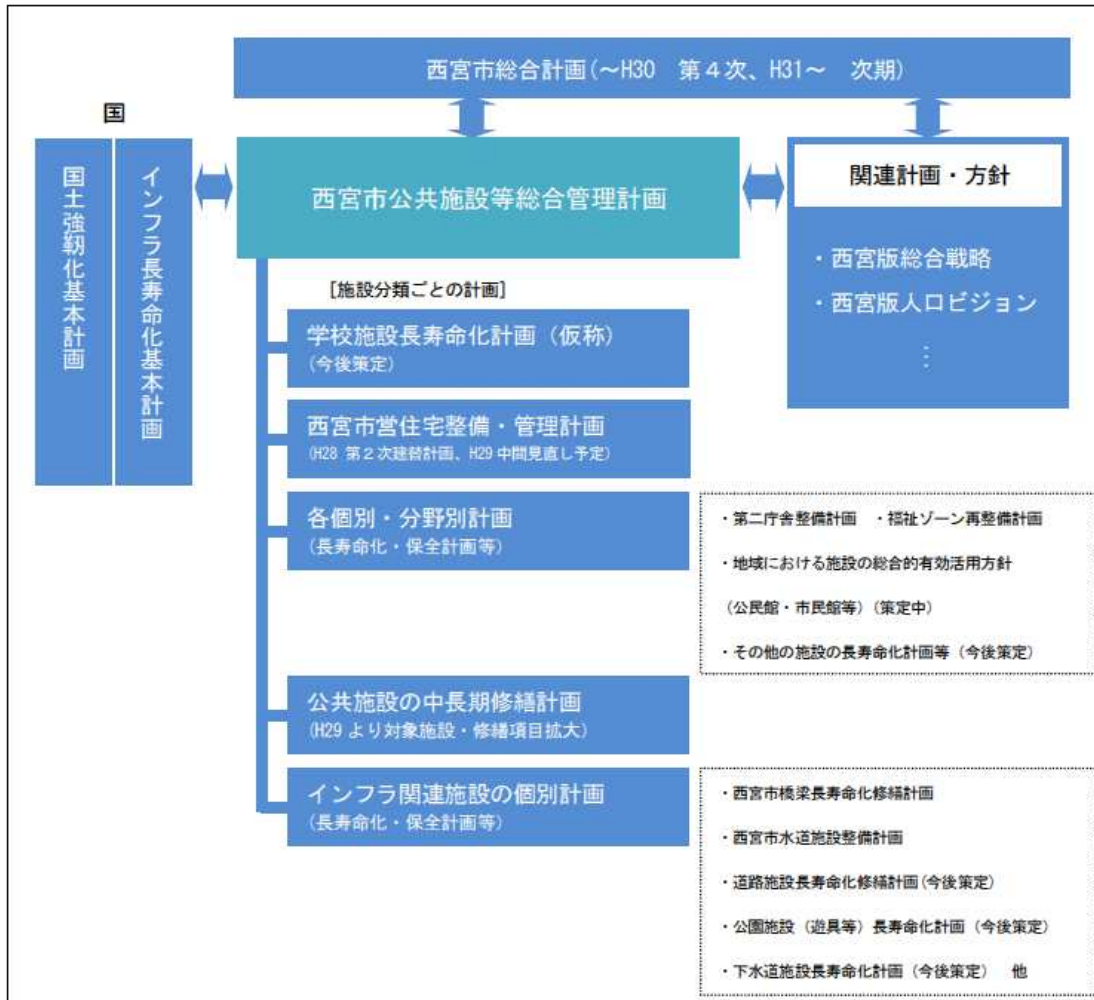 西宮市総合計画(～H30　第４次、H31～　次期)
国
国土強靭化基本計画
インフラ長寿命化基本計画
西宮市公共施設等総合管理計画
関連計画・方針
・西宮版総合戦略
・西宮版人口ビジョン
⋮
［施設分類ごとの計画］
学校施設長寿命化計画（仮称）
(今後策定)
西宮市営住宅整備・管理計画
(H28 第２次建替計画、H29 中間見直し予定)
各個別・分野別計画
(長寿命化・保全計画等)
・第二庁舎整備計画　・福祉ゾーン再整備計画
・地域における施設の総合的有効活用方針
（公民館・市民館等）(策定中)
・その他の施設の長寿命化計画等（今後策定）
公共施設の中長期修繕計画
(H29 より対象施設・修繕項目拡大)
インフラ関連施設の個別計画
(長寿命化・保全計画等)
・西宮市橋梁長寿命化修繕計画
・西宮市水道施設整備計画
・道路施設長寿命化修繕計画(今後策定)
・公園施設（遊具等）長寿命化計画（今後策定）
・下水道施設長寿命化計画（今後策定）　他